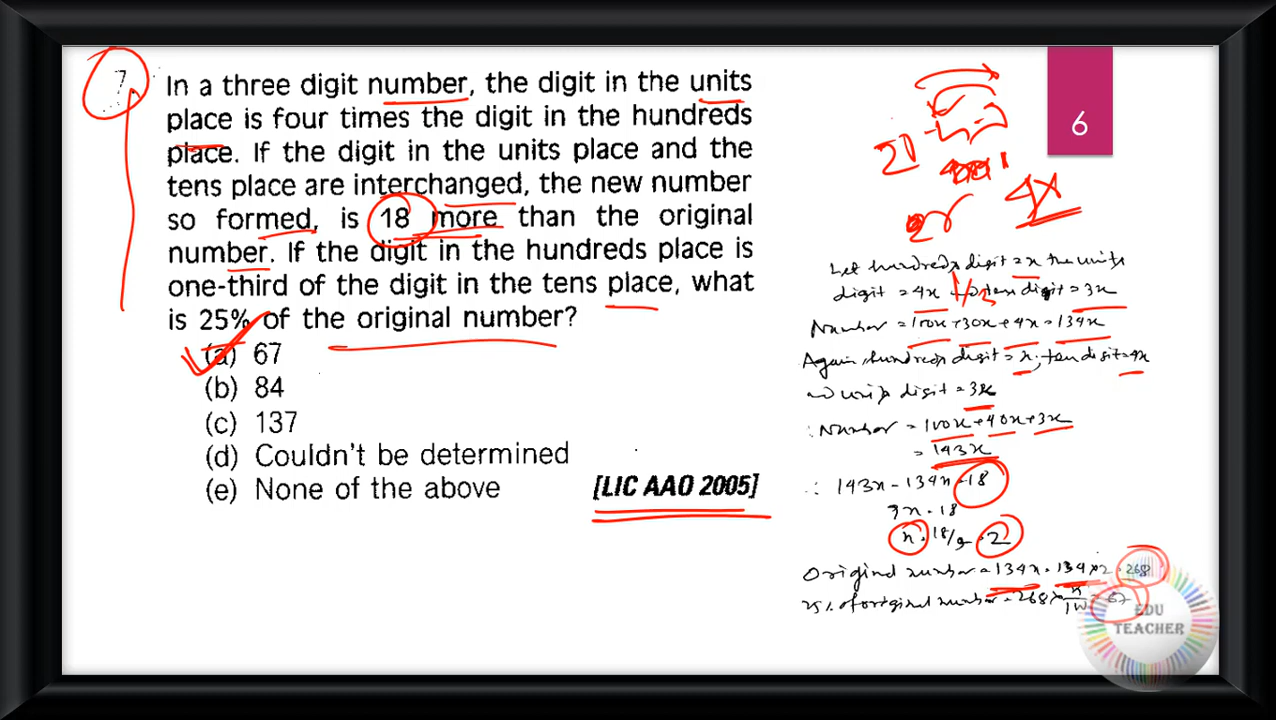 7
In a three digit number, the digit in the units
place is four times the digit in the hundreds
place. If the digit in the units place and the
tens place are interchanged, the new number
so formed, is 18 more than the original
number. If the digit in the hundreds place is
one-third of the digit in the tens place, what
is 25% of the original number?
(a) 67
(b) 84
(c) 137
(d) Couldn't be determined
(e) None of the above
[LIC AAO 2005]
6
4x
Let hundreds digit = x the units
digit = 4x ten digit = 3x
1/3
Number = 100x + 30x + 4x = 134x
Again, hundreds digit = x, ten digit = 4x
unit digit = 3x
∴ Number = 100x + 40x + 3x
= 143x
∴ 143x - 134x = 18
9x = 18
x = 18/9 = 2
Original number = 134x = 134x2 = 268
25% of original number = 268 x = 67
EDU
TEACHER